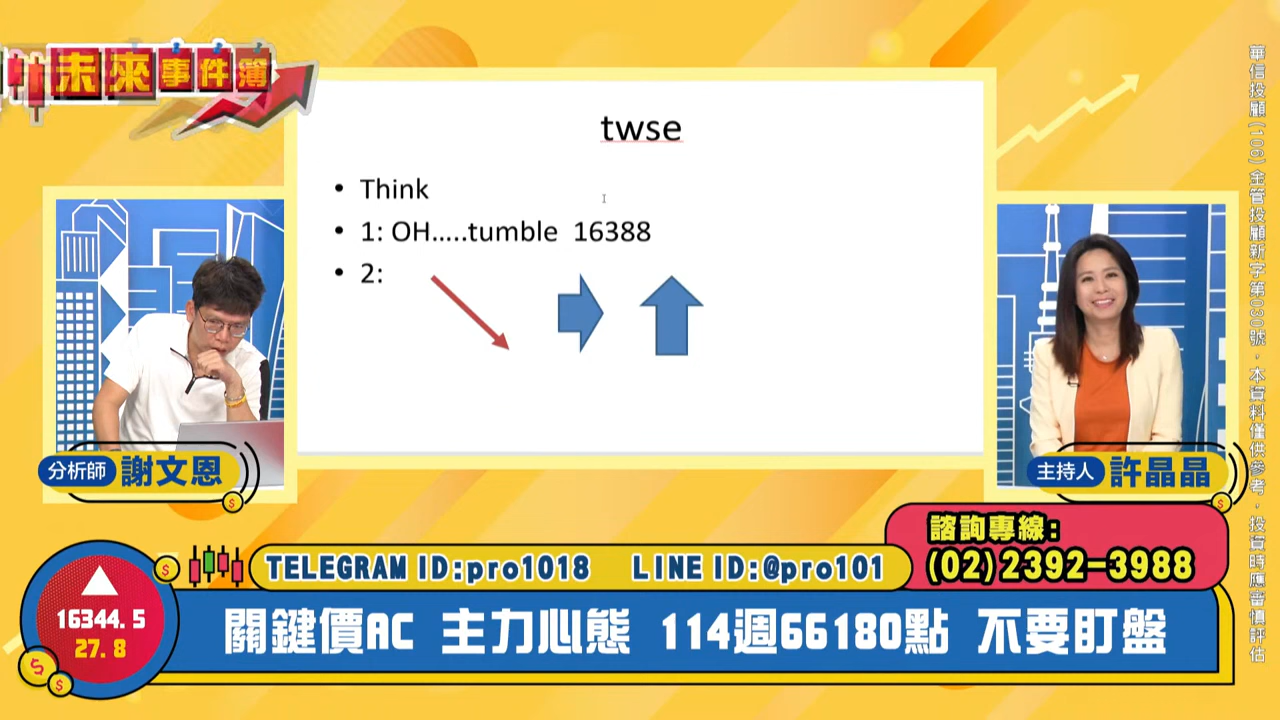 未來事件簿
twse
• Think
• 1: OH.....tumble 16388
• 2:
分析師 謝文恩
主持人 許晶晶
諮詢專線:
(02)2392-3988
TELEGRAM ID:pro1018 LINE ID:@pro101
16344.5
27.8
關鍵價AC 主力心態 114週66180點 不要盯盤
華信投顧(106)金管投顧新字第030號，本資料僅供參考，投資時應審慎評估